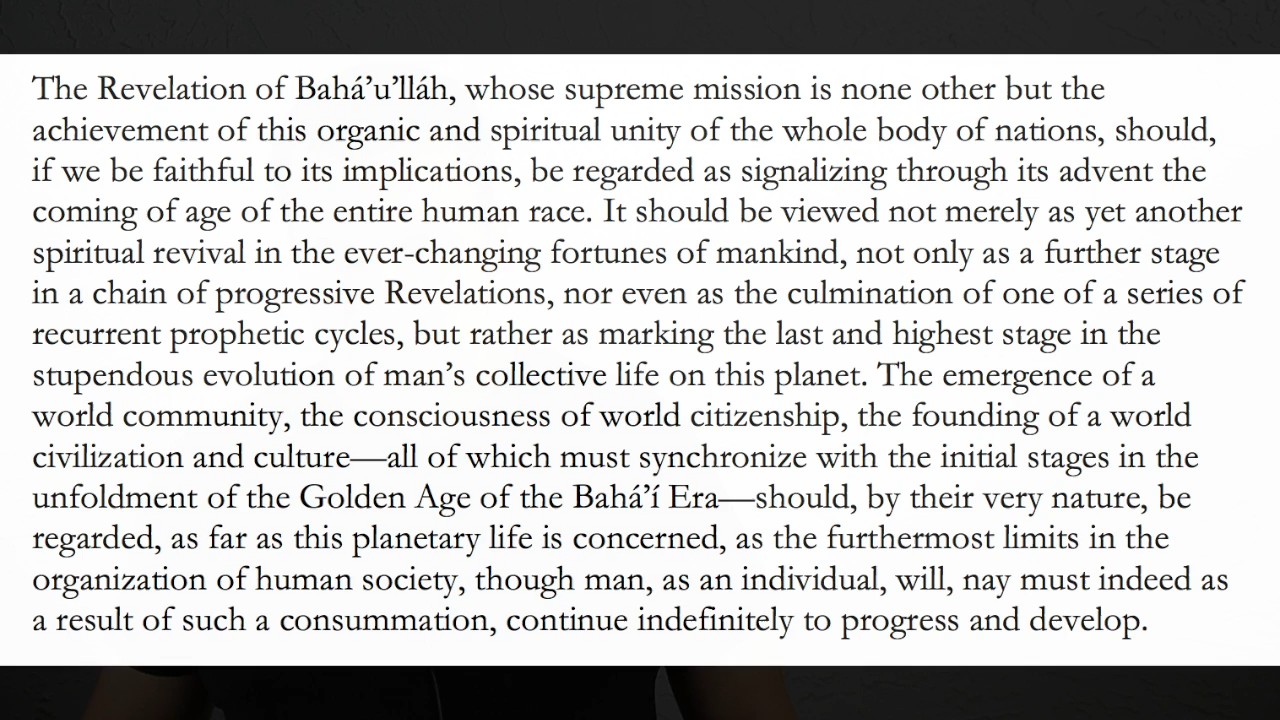 The Revelation of Bahá’u’lláh, whose supreme mission is none other but the
achievement of this organic and spiritual unity of the whole body of nations, should,
if we be faithful to its implications, be regarded as signalizing through its advent the
coming of age of the entire human race. It should be viewed not merely as yet another
spiritual revival in the ever-changing fortunes of mankind, not only as a further stage
in a chain of progressive Revelations, nor even as the culmination of one of a series of
recurrent prophetic cycles, but rather as marking the last and highest stage in the
stupendous evolution of man’s collective life on this planet. The emergence of a
world community, the consciousness of world citizenship, the founding of a world
civilization and culture—all of which must synchronize with the initial stages in the
unfoldment of the Golden Age of the Bahá’í Era—should, by their very nature, be
regarded, as far as this planetary life is concerned, as the furthermost limits in the
organization of human society, though man, as an individual, will, nay must indeed as
a result of such a consummation, continue indefinitely to progress and develop.